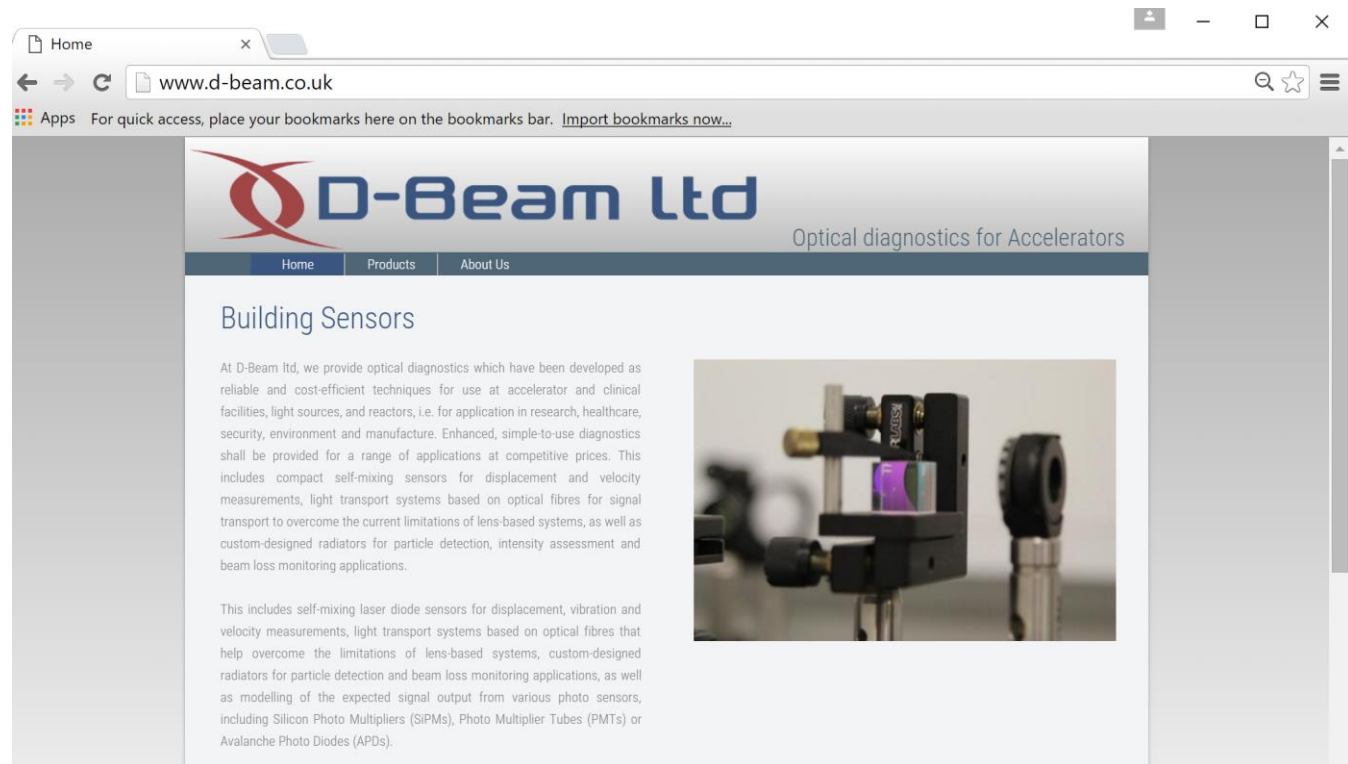 Home
www.d-beam.co.uk
Apps For quick access, place your bookmarks here on the bookmarks bar. Import bookmarks now...
D-Beam ltd
Optical diagnostics for Accelerators
Home Products About Us
Building Sensors
At D-Beam ltd, we provide optical diagnostics which have been developed as
reliable and cost-efficient techniques for use at accelerator and clinical
facilities, light sources, and reactors, i.e. for application in research, healthcare,
security, environment and manufacture. Enhanced, simple-to-use diagnostics
shall be provided for a range of applications at competitive prices. This
includes compact self-mixing sensors for displacement and velocity
measurements, light transport systems based on optical fibres for signal
transport to overcome the current limitations of lens-based systems, as well as
custom-designed radiators for particle detection, intensity assessment and
beam loss monitoring applications.
This includes self-mixing laser diode sensors for displacement, vibration and
velocity measurements, light transport systems based on optical fibres that
help overcome the limitations of lens-based systems, custom-designed
radiators for particle detection and beam loss monitoring applications, as well
as modelling of the expected signal output from various photo sensors,
including Silicon Photo Multipliers (SiPMs), Photo Multiplier Tubes (PMTs) or
Avalanche Photo Diodes (APDs).